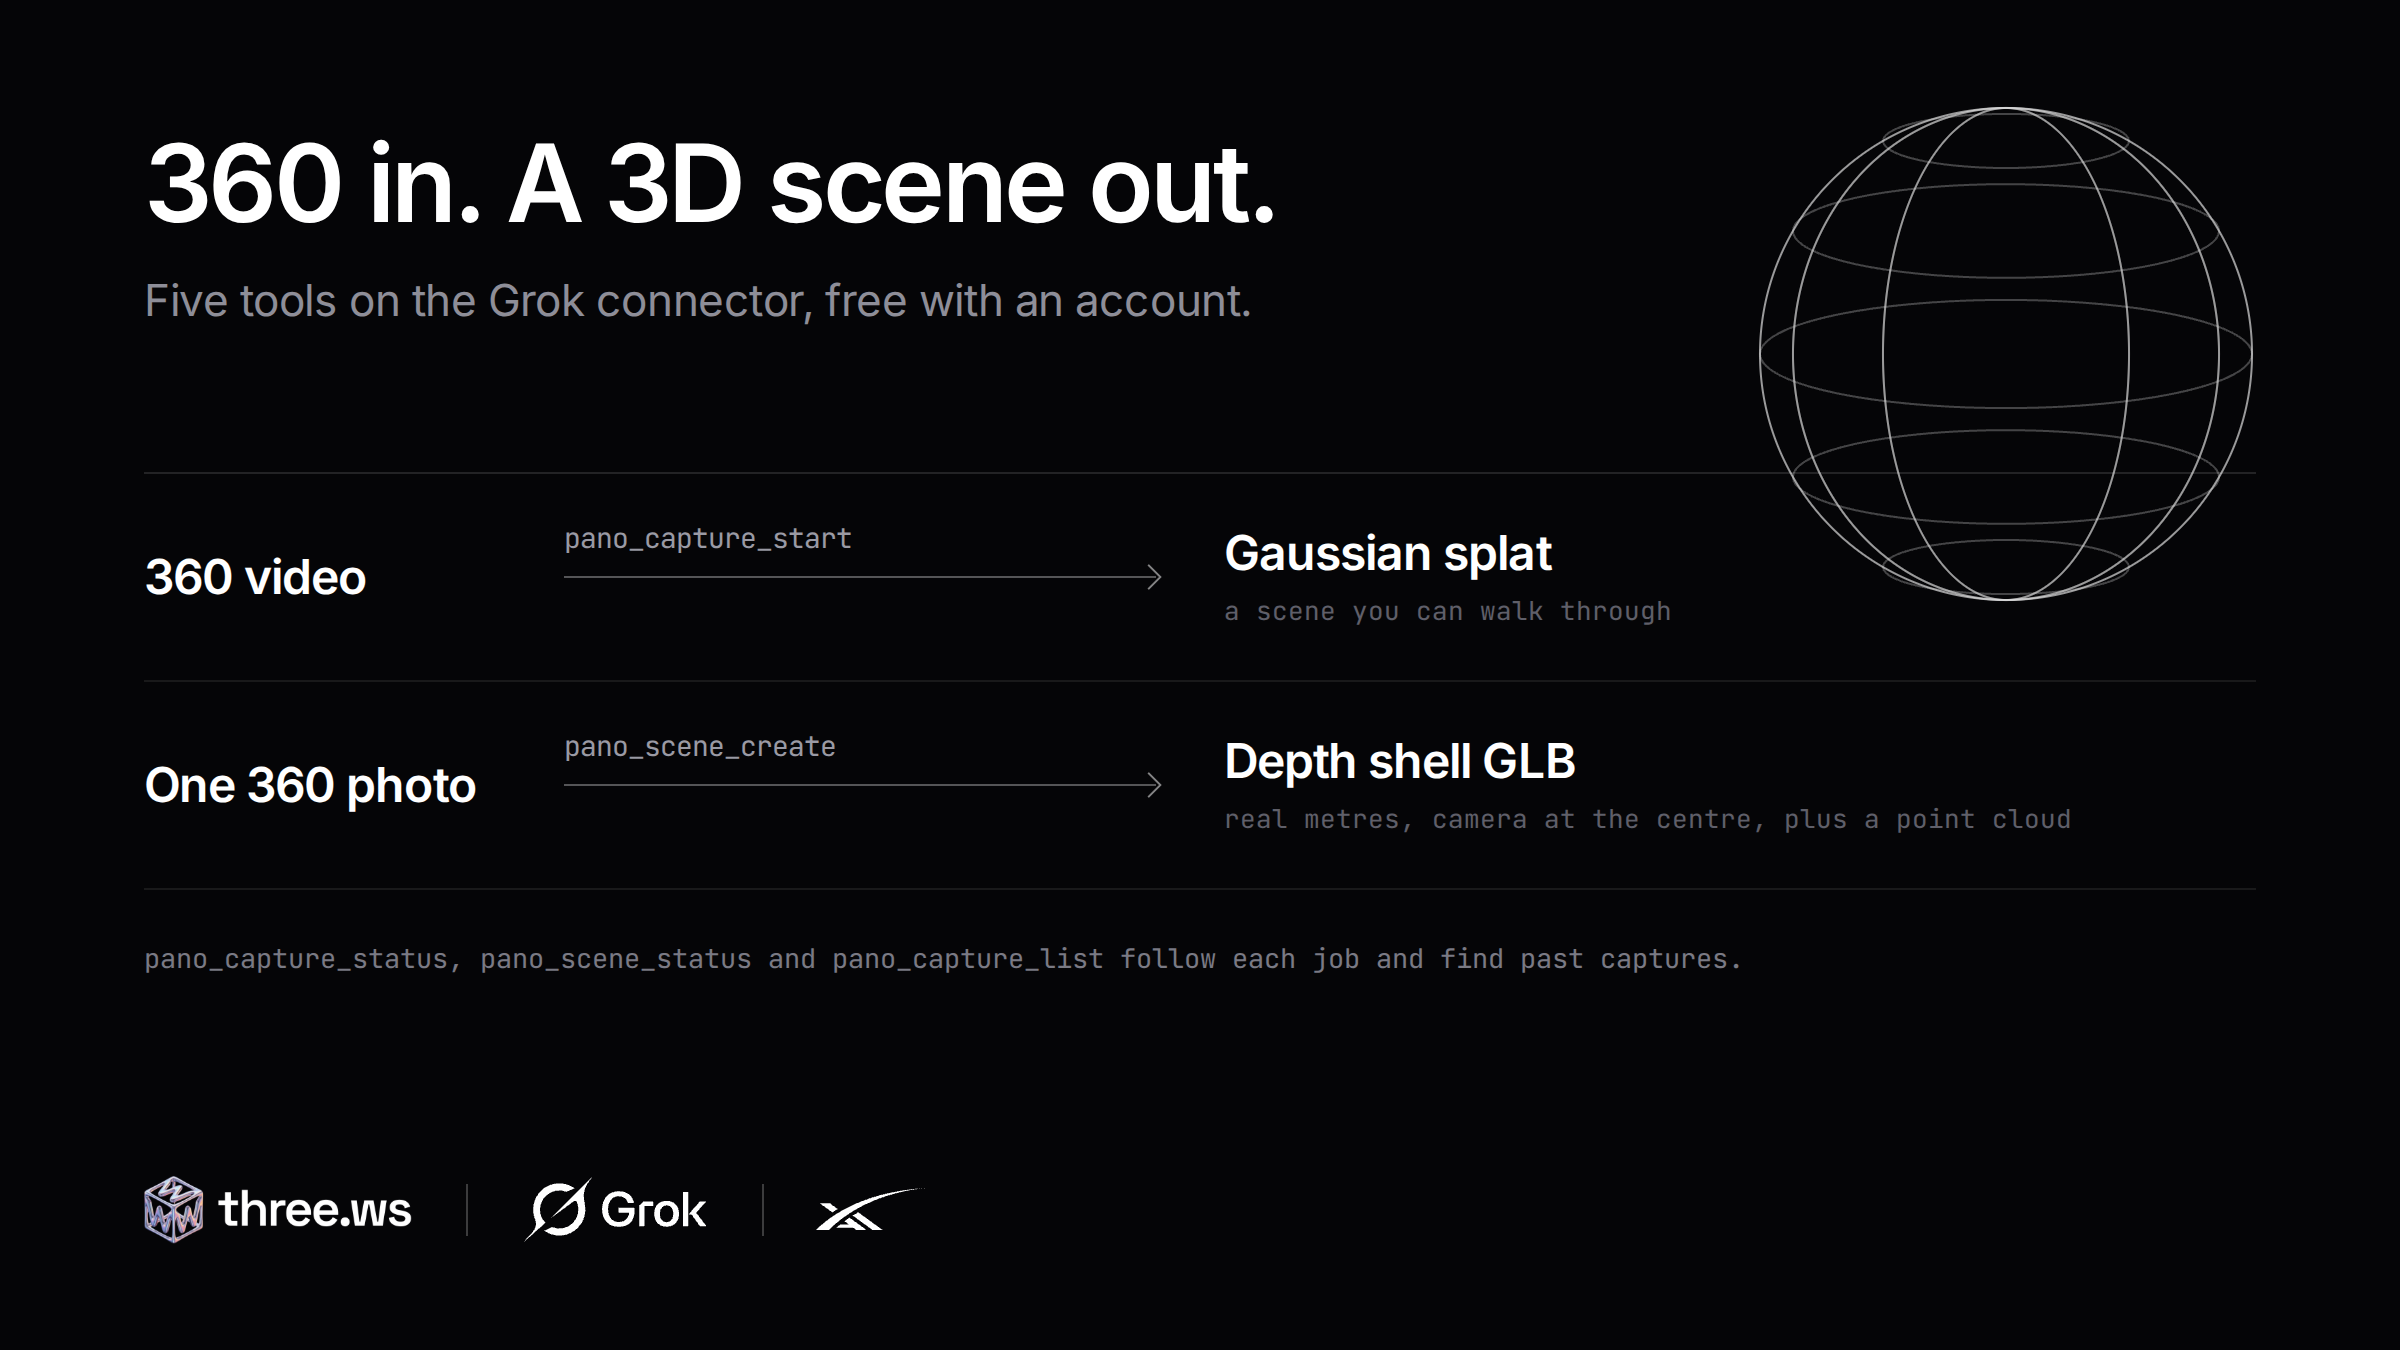 360 in. A 3D scene out.
Five tools on the Grok connector, free with an account.
360 video
pano_capture_start
Gaussian splat
a scene you can walk through
One 360 photo
pano_scene_create
Depth shell GLB
real metres, camera at the centre, plus a point cloud
pano_capture_status, pano_scene_status and pano_capture_list follow each job and find past captures.
three.ws
Grok